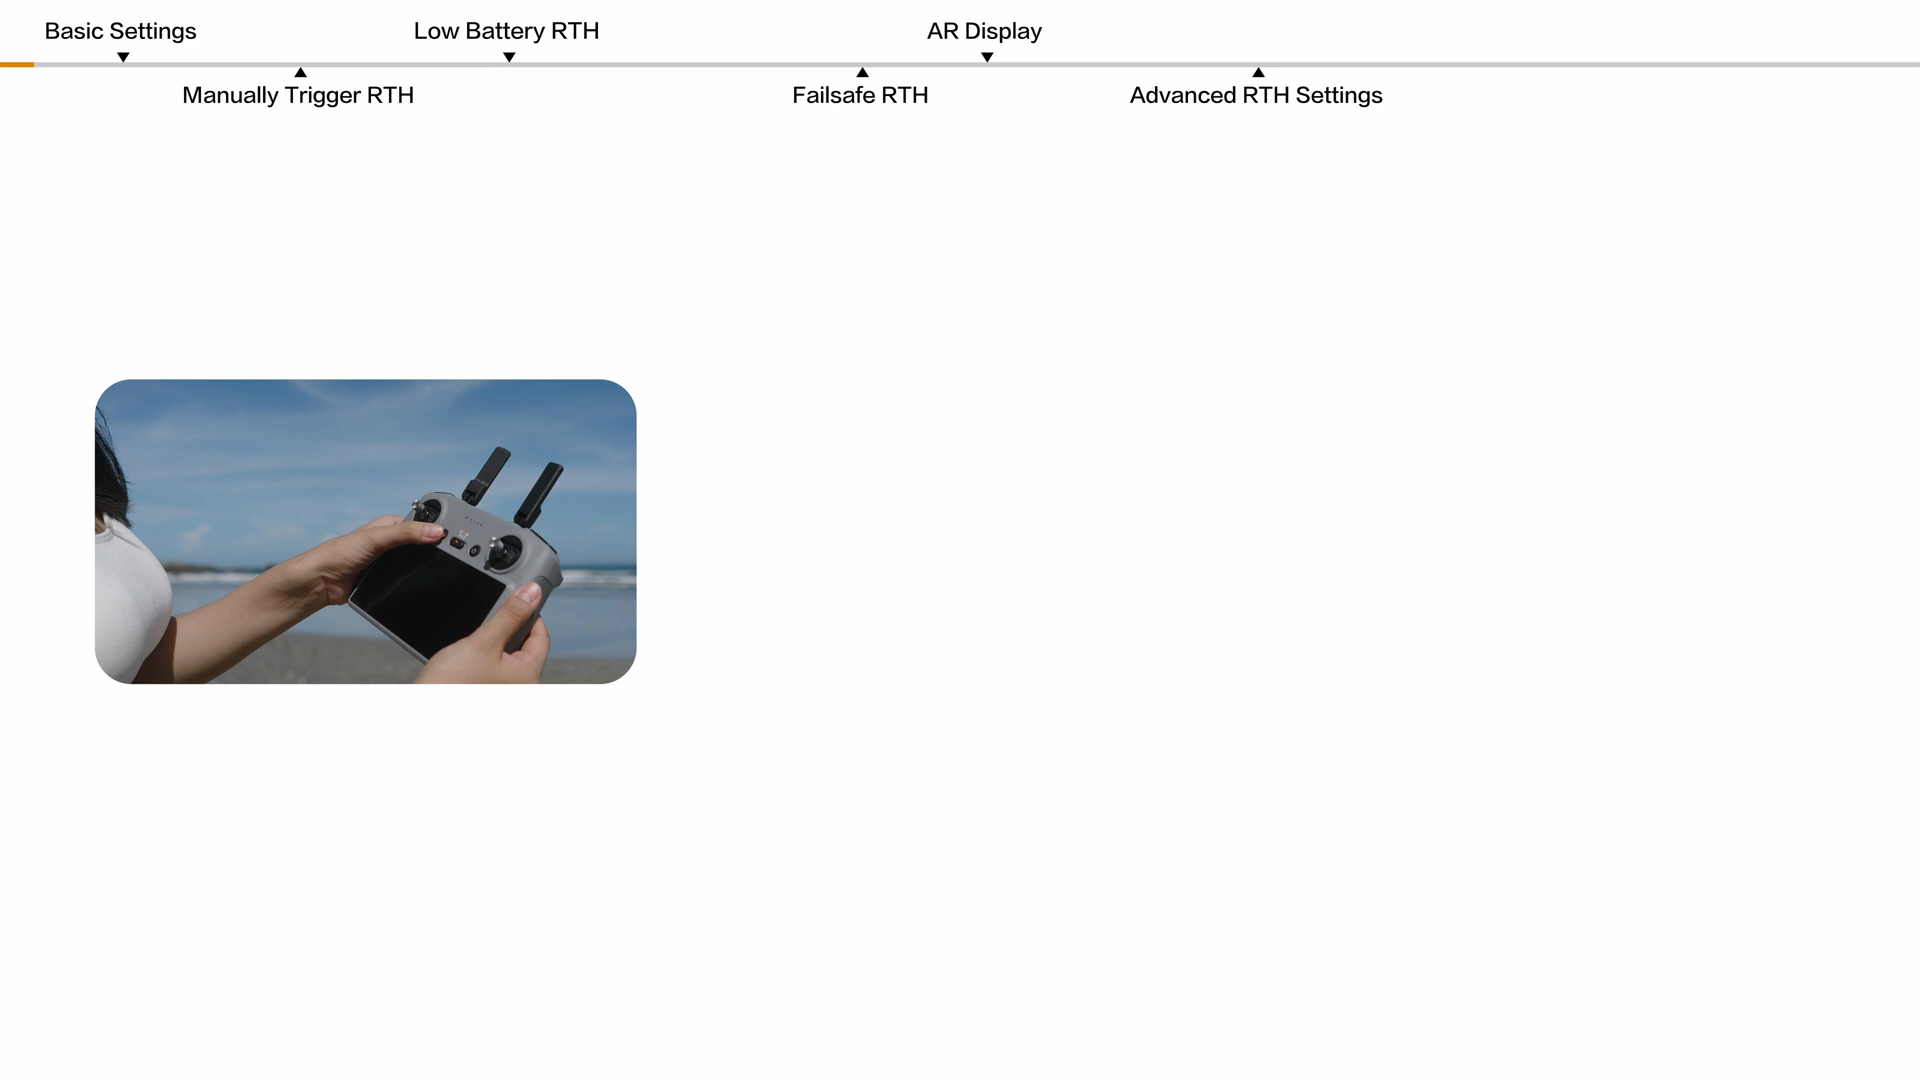 Basic Settings
Low Battery RTH
AR Display
Manually Trigger RTH
Failsafe RTH
Advanced RTH Settings